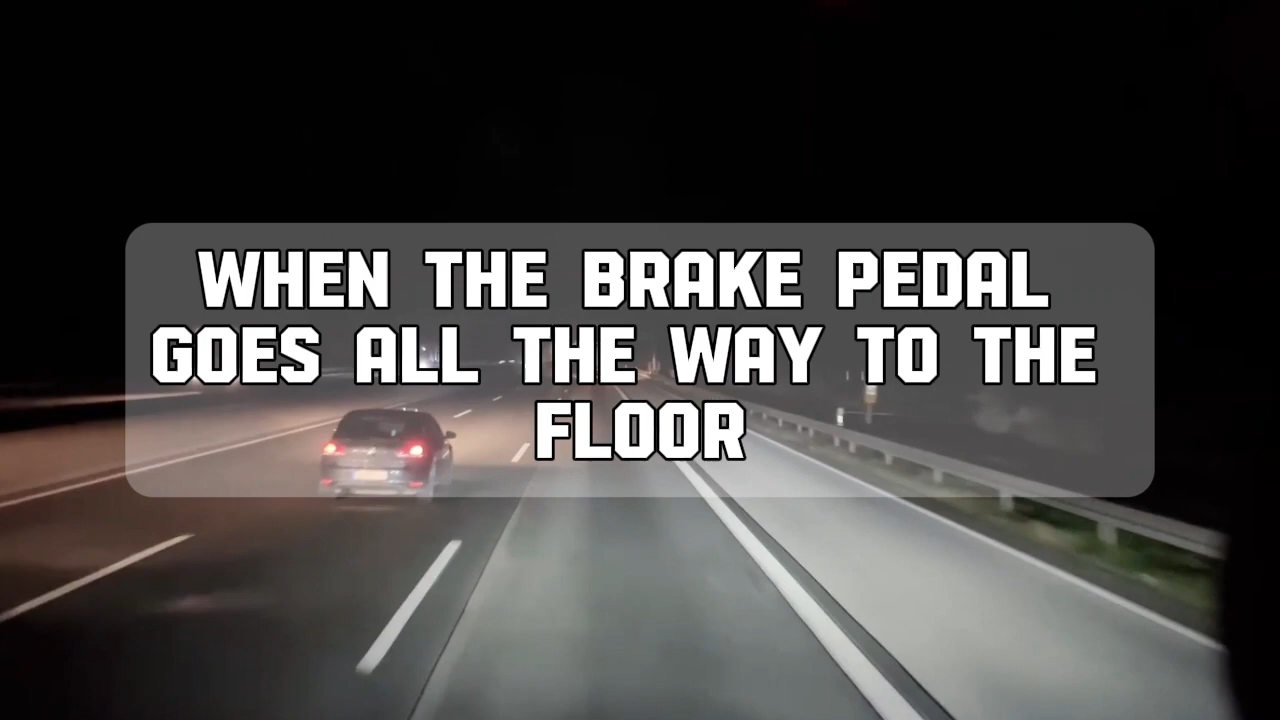 WHEN THE BRAKE PEDAL
GOES ALL THE WAY TO THE
FLOOR